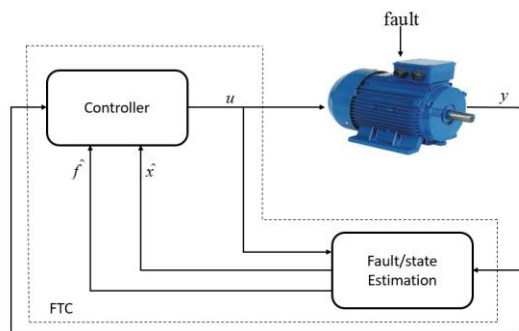 fault
Controller
u
y
f̂
x̂
Fault/state
Estimation
FTC